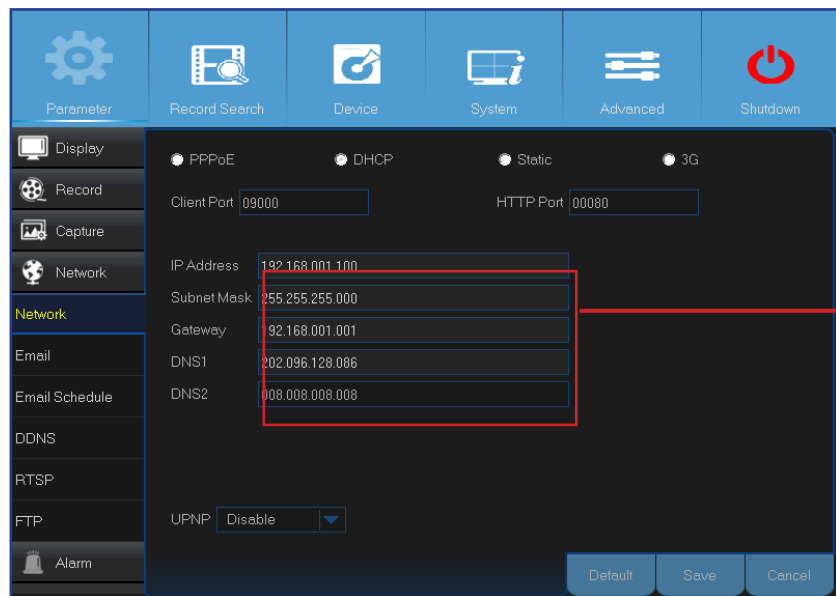 Parameter Record Search Device System Advanced Shutdown
Display
Record
Capture
Network
Network
Email
Email Schedule
DDNS
RTSP
FTP
Alarm
PPPoE DHCP Static 3G
Client Port 09000 HTTP Port 00080
IP Address 192.168.001.100
Subnet Mask 255.255.255.000
Gateway 192.168.001.001
DNS1 202.096.128.086
DNS2 008.008.008.008
UPNP Disable
Default Save Cancel